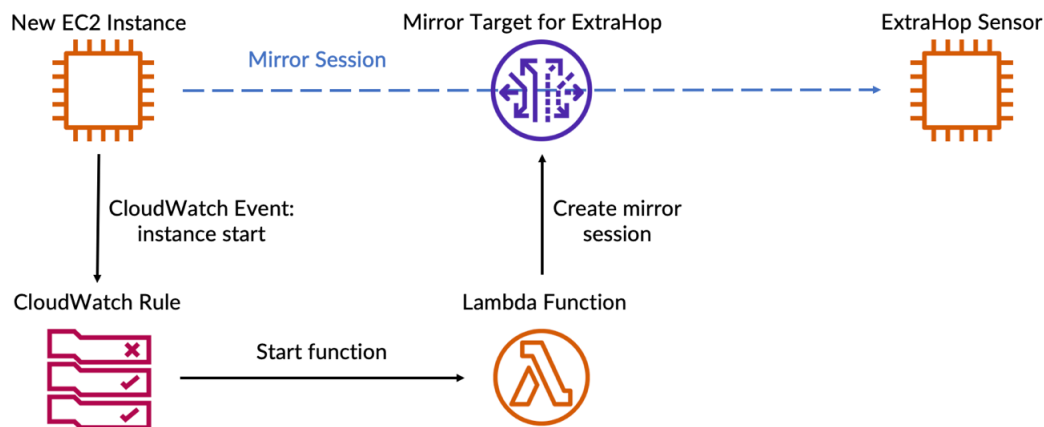 New EC2 Instance
Mirror Target for ExtraHop
ExtraHop Sensor
Mirror Session
CloudWatch Event:
instance start
Create mirror
session
CloudWatch Rule
Lambda Function
Start function